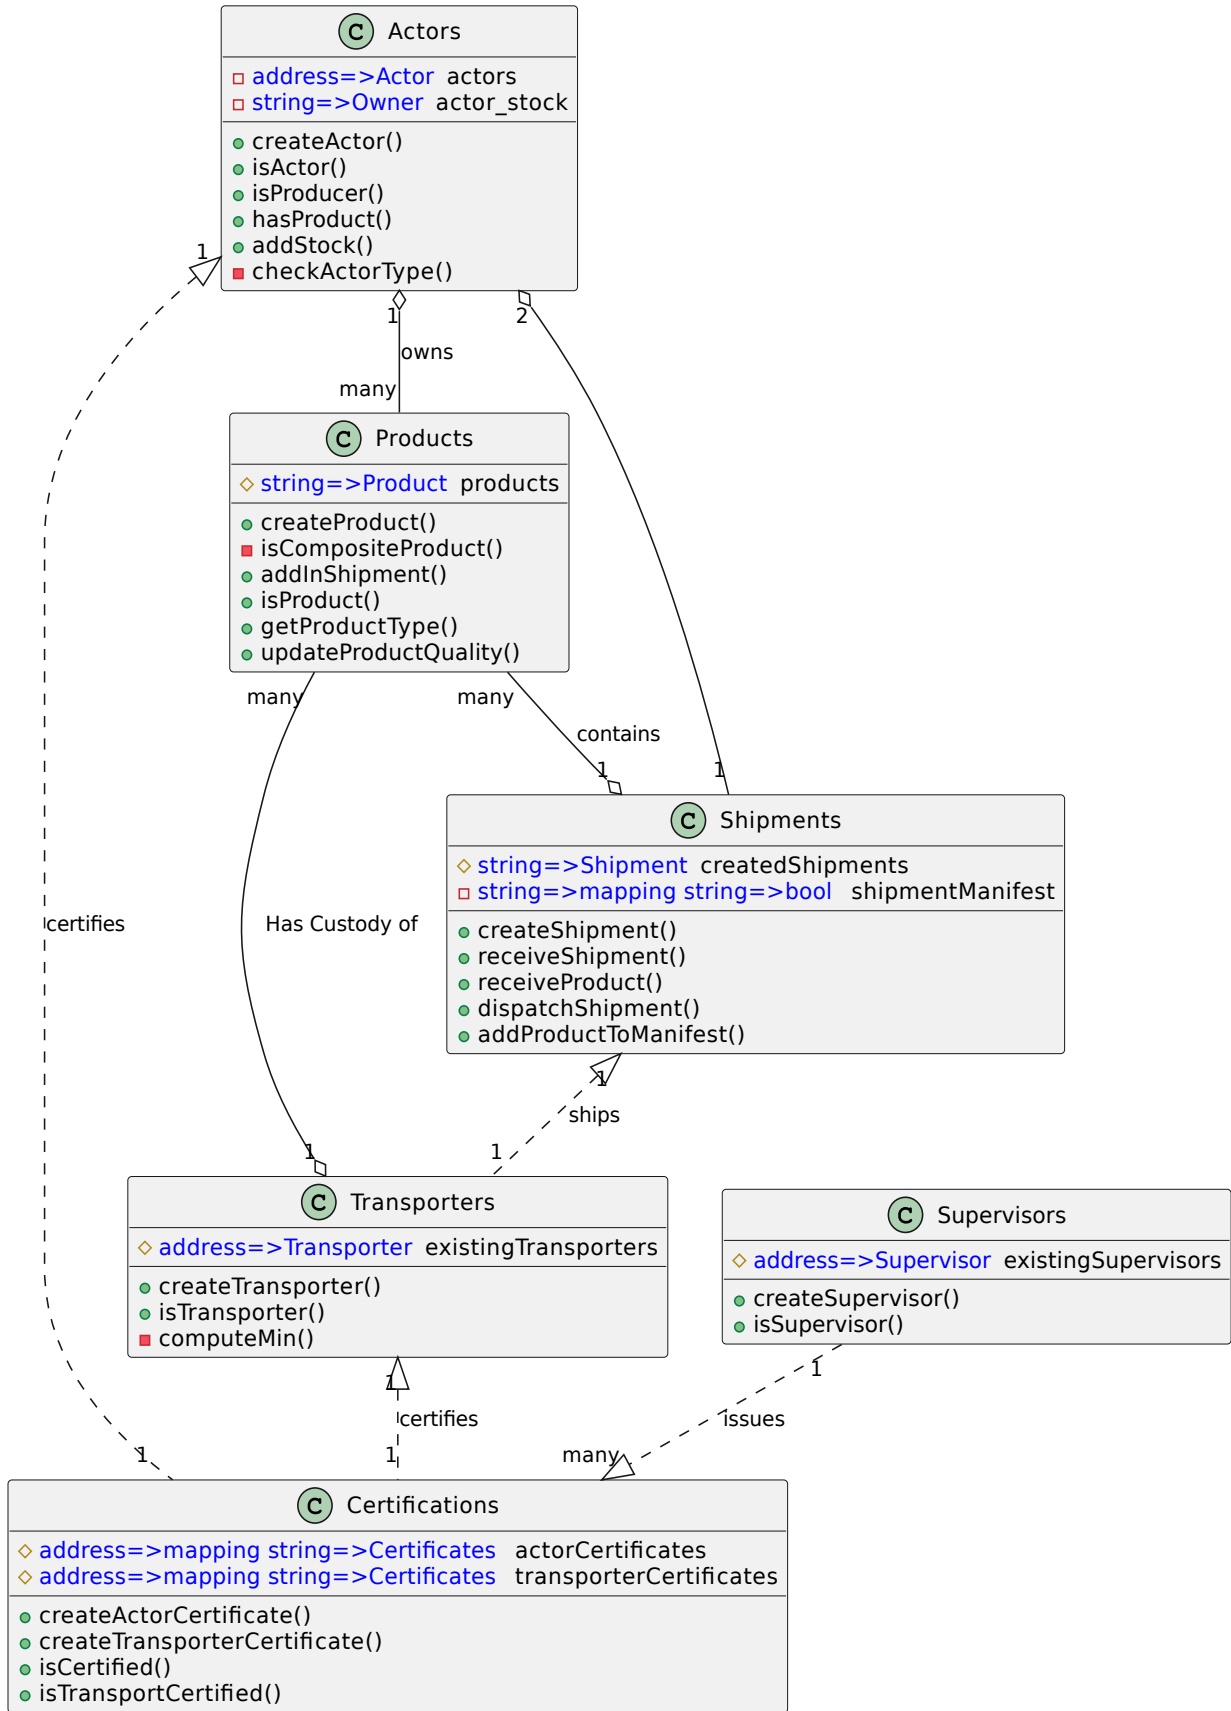 C Actors
address=>Actor actors
string=>Owner actor_stock
createActor()
isActor()
isProducer()
hasProduct()
addStock()
checkActorType()
1
1
2
owns
many
C Products
string=>Product products
createProduct()
isCompositeProduct()
addInShipment()
isProduct()
getProductType()
updateProductQuality()
many
many
contains
1
1
C Shipments
string=>Shipment createdShipments
string=>mapping string=>bool shipmentManifest
createShipment()
receiveShipment()
receiveProduct()
dispatchShipment()
addProductToManifest()
certifies
Has Custody of
1
ships
1
1
C Transporters
address=>Transporter existingTransporters
createTransporter()
isTransporter()
computeMin()
C Supervisors
address=>Supervisor existingSupervisors
createSupervisor()
isSupervisor()
1
1
certifies
issues
1
1
many
C Certifications
address=>mapping string=>Certificates actorCertificates
address=>mapping string=>Certificates transporterCertificates
createActorCertificate()
createTransporterCertificate()
isCertified()
isTransportCertified()